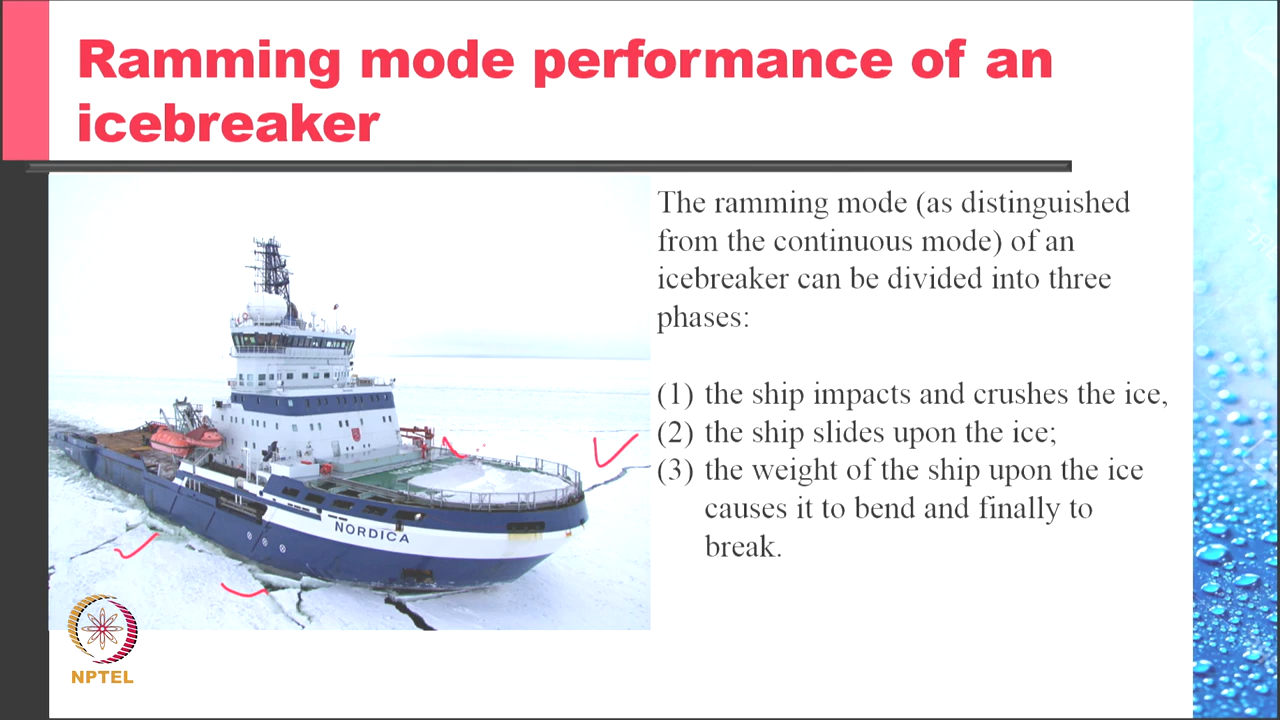 Ramming mode performance of an
icebreaker
The ramming mode (as distinguished
from the continuous mode) of an
icebreaker can be divided into three
phases:
(1) the ship impacts and crushes the ice,
(2) the ship slides upon the ice;
(3) the weight of the ship upon the ice
causes it to bend and finally to
break.
NORDICA
NPTEL